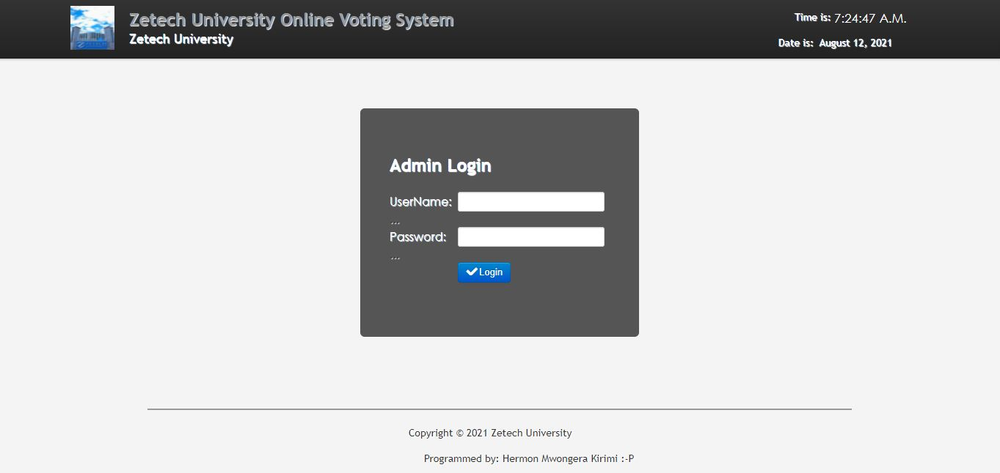 Zetech University Online Voting System
Zetech University
Time is: 7:24:47 A.M.
Date is: August 12, 2021
Admin Login
UserName:
...
Password:
...
Login
Copyright © 2021 Zetech University
Programmed by: Hermon Mwongera Kirimi :-P